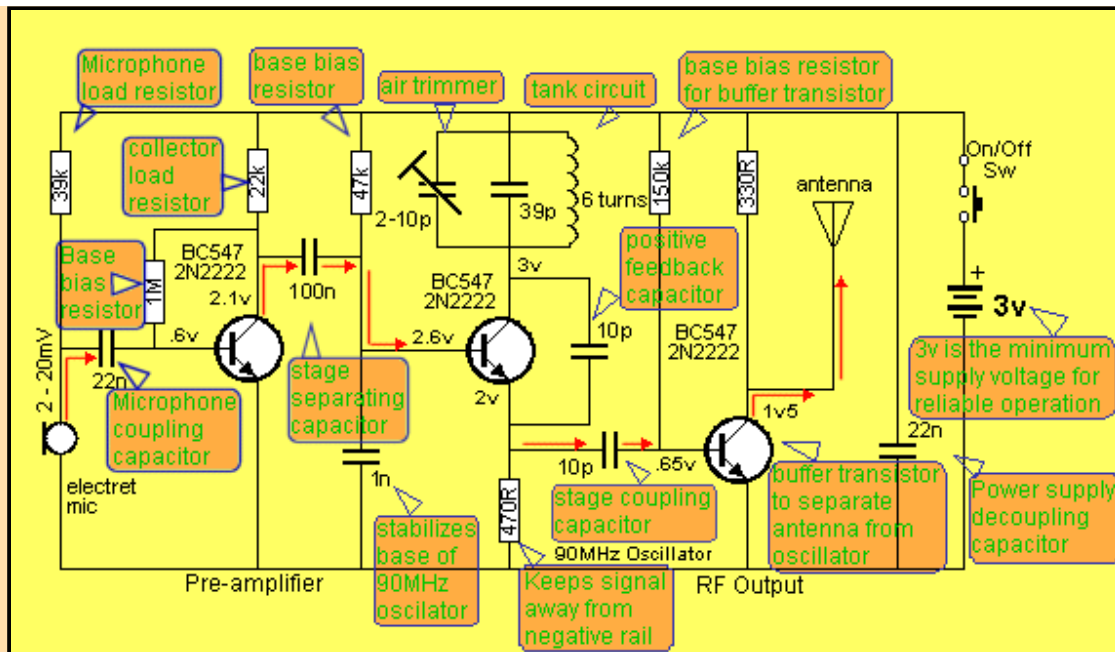 Microphone
load resistor
base bias
resistor
air trimmer
tank circuit
base bias resistor
for buffer transistor
39k
collector
load
resistor
22k
47k
2-10p
39p
6 turns
150k
330R
antenna
On/Off
Sw
Base
bias
resistor
1M
BC547
2N2222
2.1v
100n
3v
BC547
2N2222
positive
feedback
capacitor
10p
BC547
2N2222
+
3v
3v is the minimum
supply voltage for
reliable operation
2 - 20mV
22n
.6v
Microphone
coupling
capacitor
stage
separating
capacitor
2.6v
2v
1v5
electret
mic
1n
10p
.65v
stage coupling
capacitor
buffer transistor
to separate
antenna from
oscillator
22n
Power supply
decoupling
capacitor
stabilizes
base of
90MHz
oscilator
470R
90MHz Oscillator
Keeps signal
away from
negative rail
Pre-amplifier
RF Output